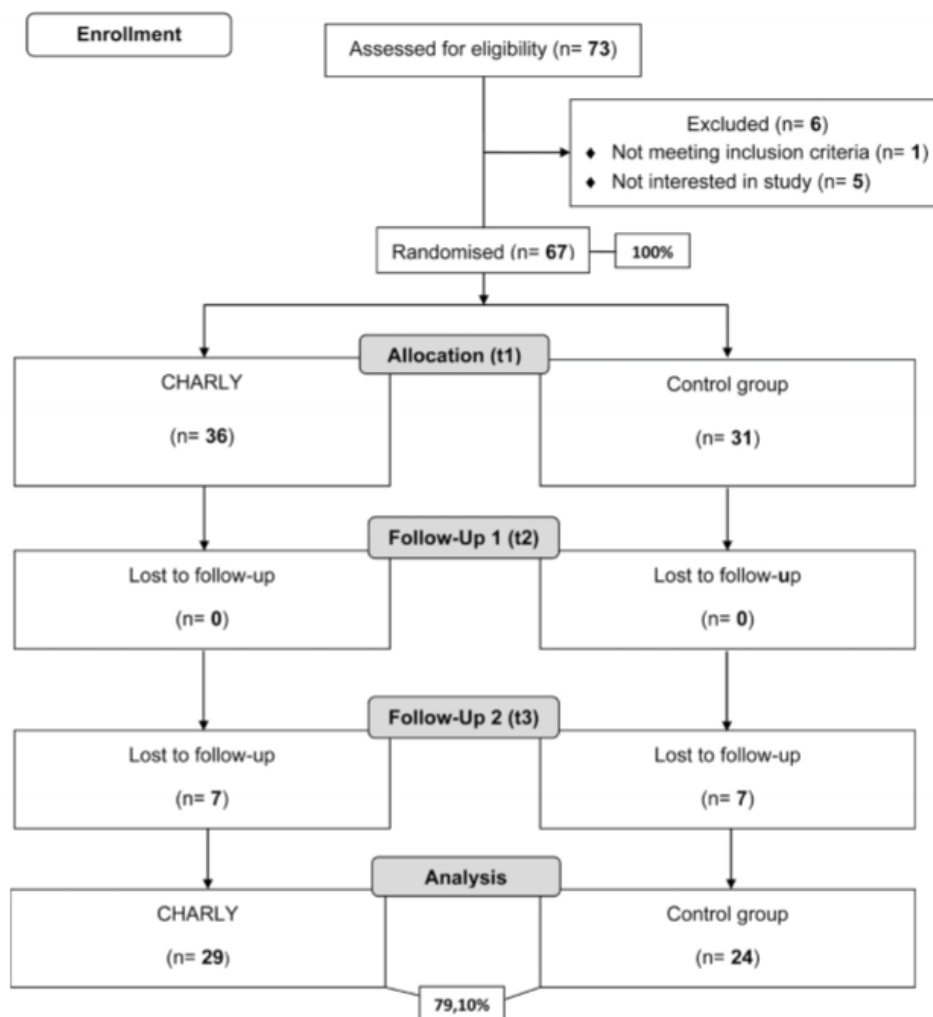 Enrollment
Assessed for eligibility (n= 73)
Excluded (n= 6)
♦ Not meeting inclusion criteria (n= 1)
♦ Not interested in study (n= 5)
Randomised (n= 67)
100%
Allocation (t1)
CHARLY
(n= 36)
Control group
(n= 31)
Follow-Up 1 (t2)
Lost to follow-up
(n= 0)
Lost to follow-up
(n= 0)
Follow-Up 2 (t3)
Lost to follow-up
(n= 7)
Lost to follow-up
(n= 7)
Analysis
CHARLY
(n= 29)
Control group
(n= 24)
79,10%